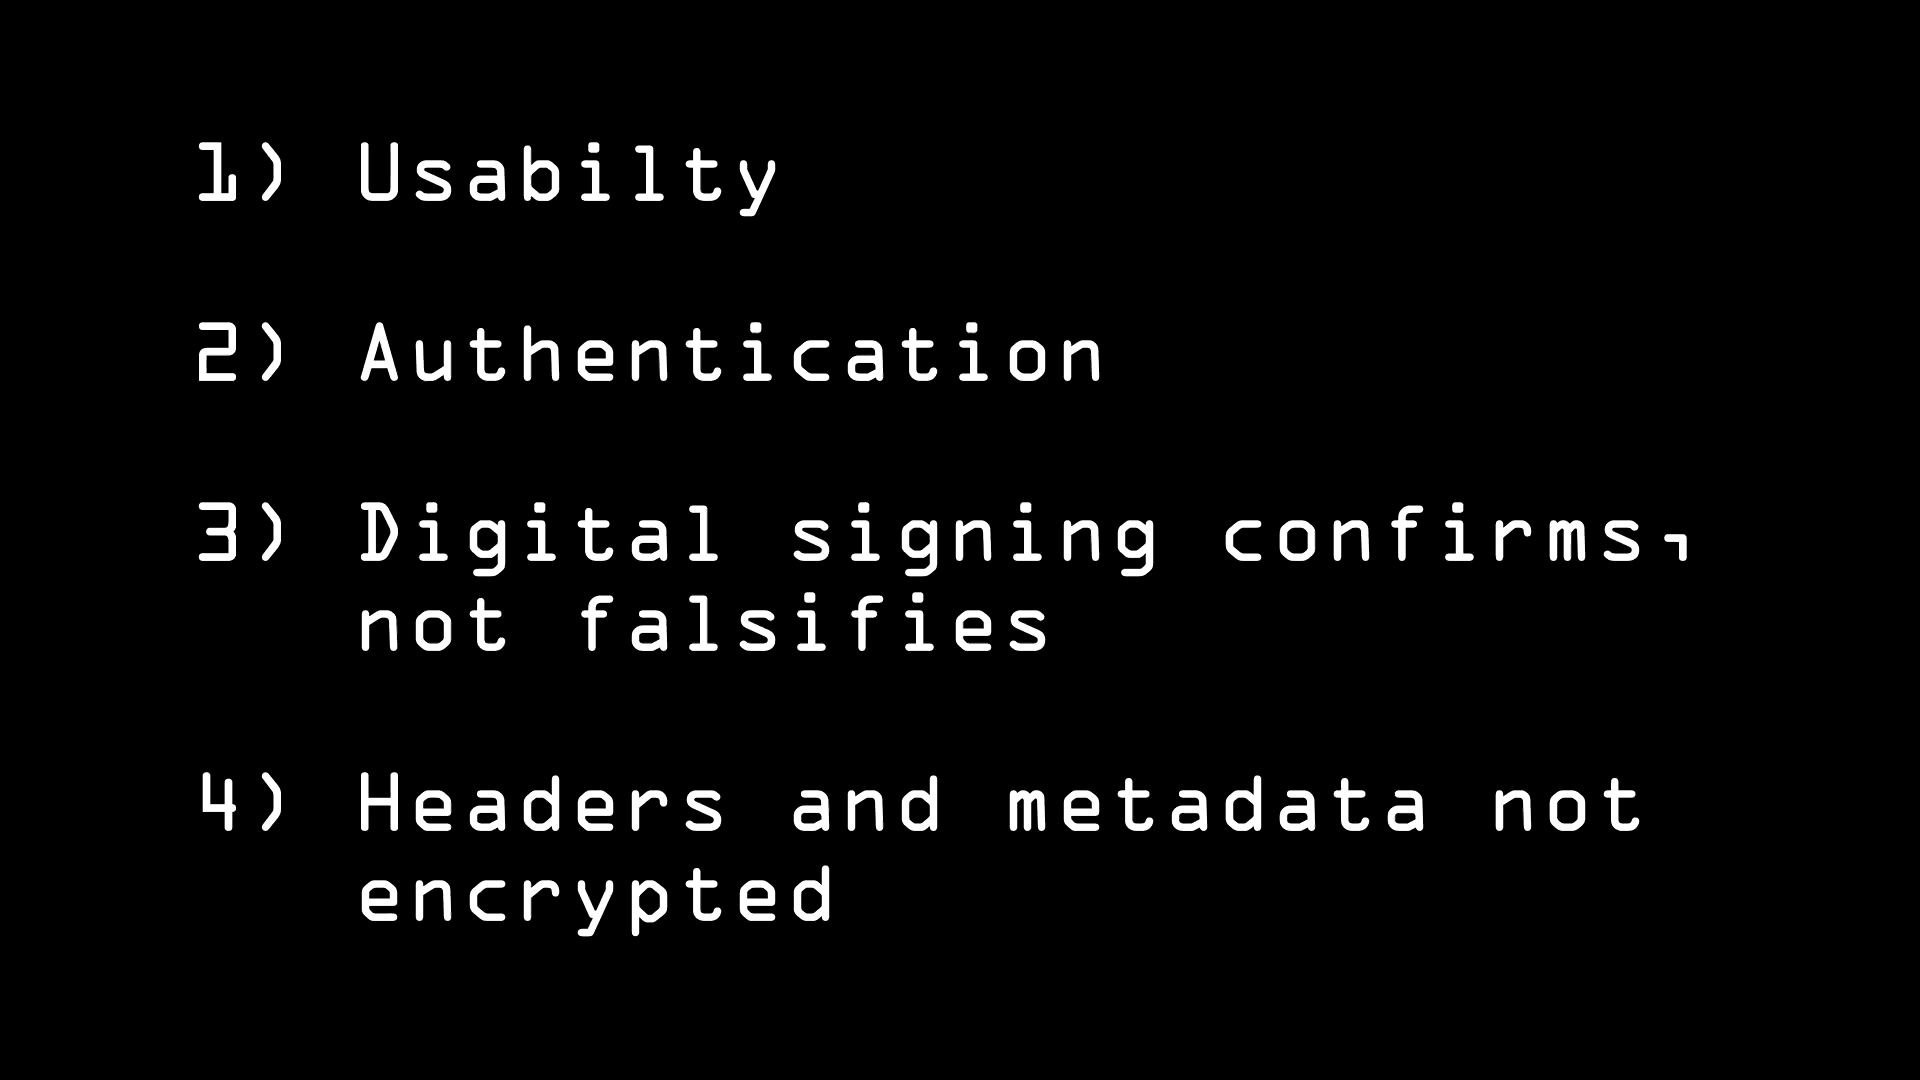 1) Usabilty
2) Authentication
3) Digital signing confirms,
not falsifies
4) Headers and metadata not
encrypted